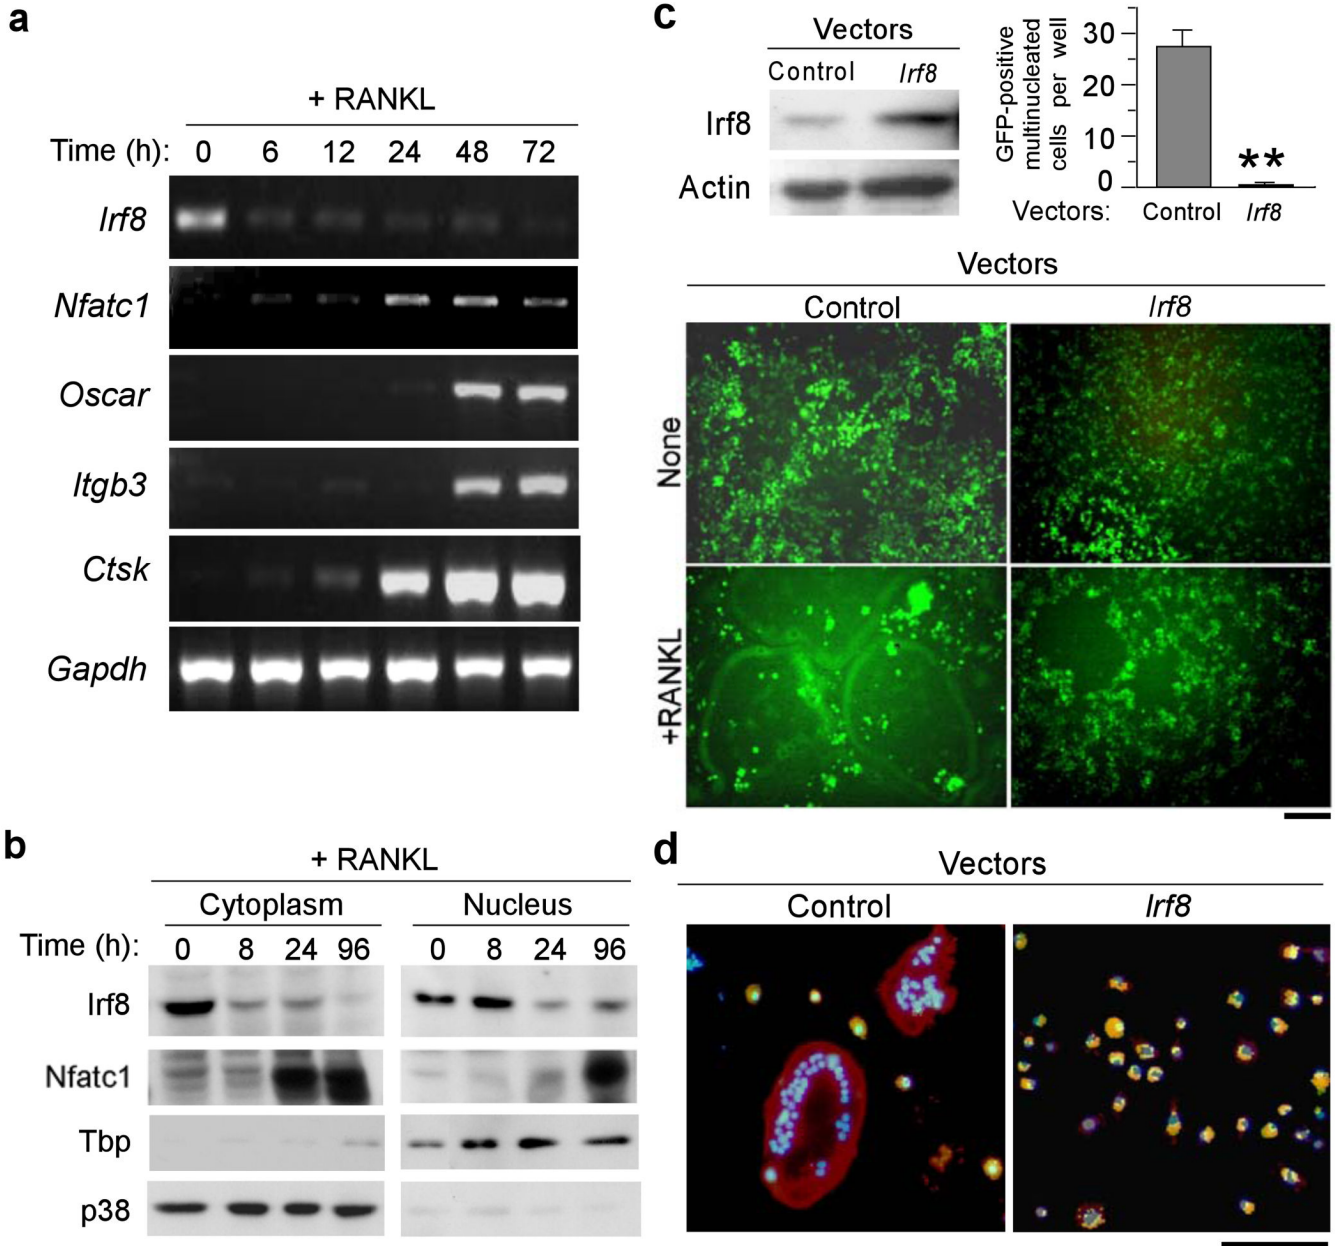 a
+ RANKL
Time (h): 0 6 12 24 48 72
Irf8
Nfatc1
Oscar
Itgb3
Ctsk
Gapdh
b
+ RANKL
Cytoplasm Nucleus
Time (h): 0 8 24 96 0 8 24 96
Irf8
Nfatc1
Tbp
p38
c
Vectors
Control Irf8
Irf8
Actin
GFP-positive
multinucleated
cells per well
30
20
10
0
**
Vectors: Control Irf8
Vectors
Control Irf8
None
+RANKL
d
Vectors
Control Irf8